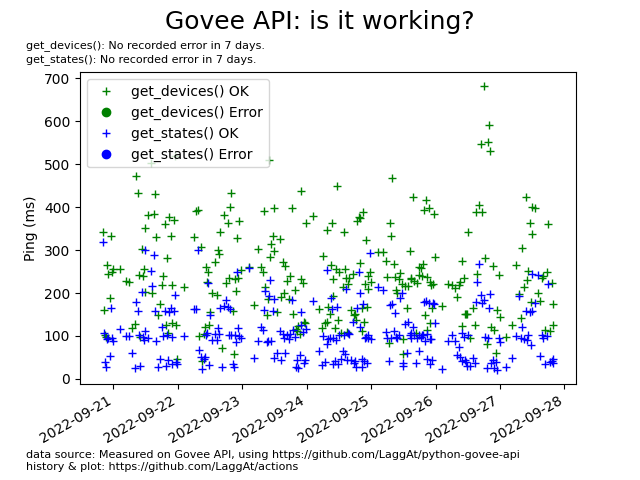 Govee API: is it working?
get_devices(): No recorded error in 7 days.
get_states(): No recorded error in 7 days.
700
600
500
400
300
200
100
0
Ping (ms)
get_devices() OK
get_devices() Error
get_states() OK
get_states() Error
2022-09-21
2022-09-22
2022-09-23
2022-09-24
2022-09-25
2022-09-26
2022-09-27
2022-09-28
data source: Measured on Govee API, using https://github.com/LaggAt/python-govee-api
history & plot: https://github.com/LaggAt/actions